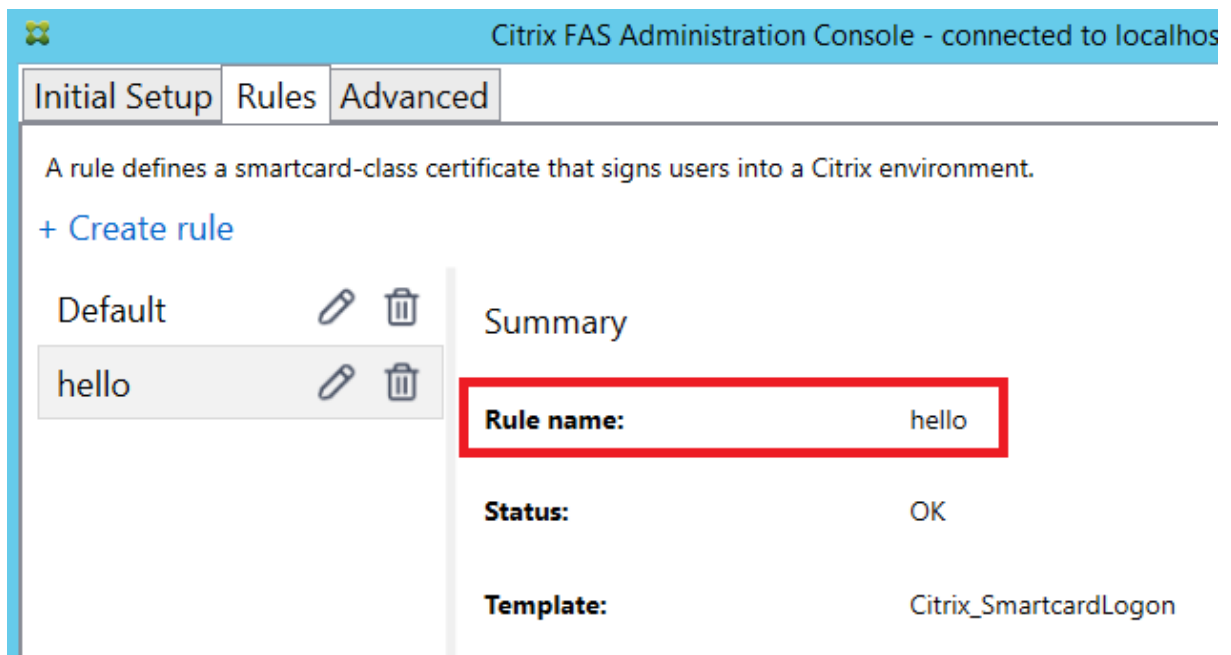 Citrix FAS Administration Console - connected to localhos
Initial Setup Rules Advanced
A rule defines a smartcard-class certificate that signs users into a Citrix environment.
+ Create rule
Default
hello
Summary
Rule name: hello
Status: OK
Template: Citrix_SmartcardLogon